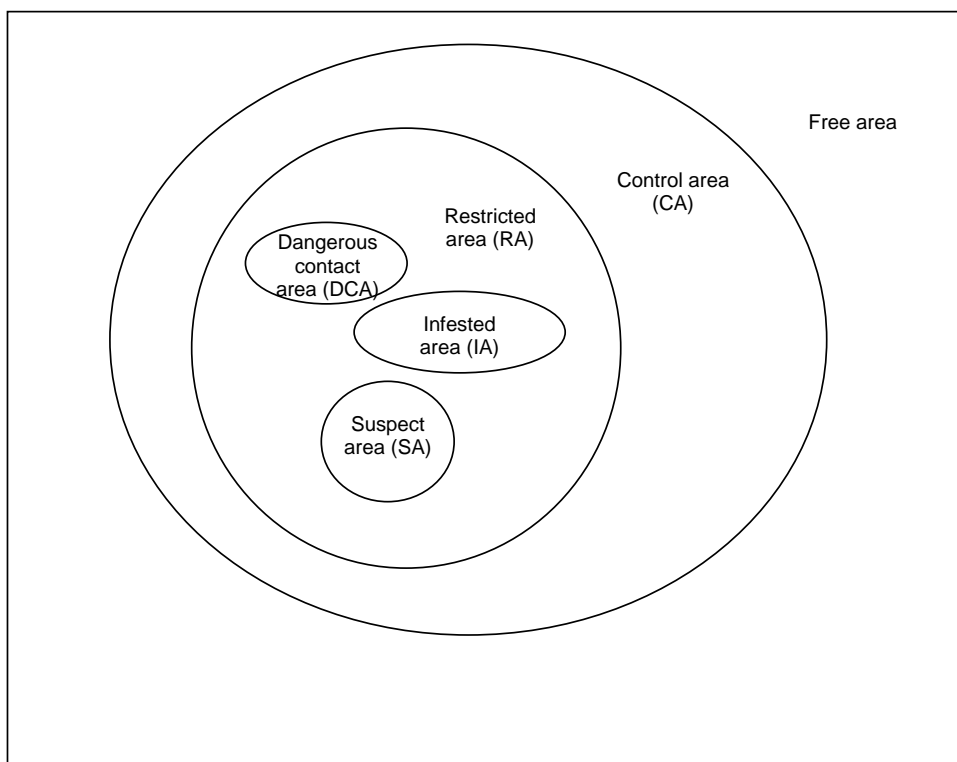 Free area
Control area
(CA)
Restricted
area (RA)
Dangerous
contact
area (DCA)
Infested
area (IA)
Suspect
area (SA)